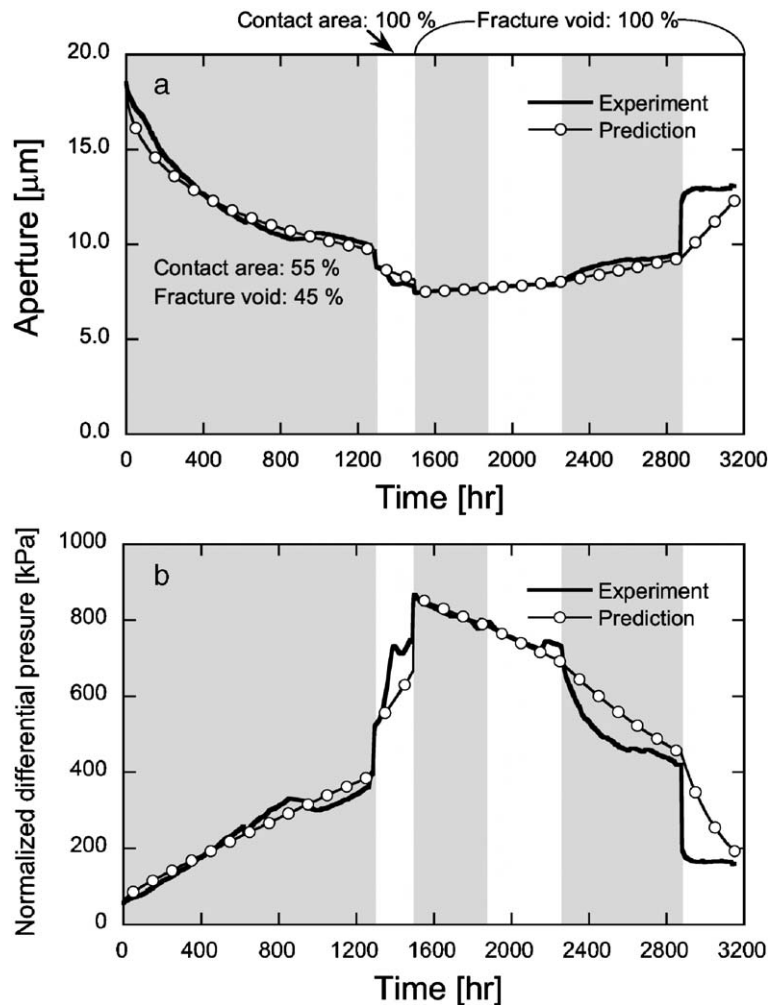 Contact area: 100 % Fracture void: 100 %
20.0
a
Experiment
Prediction
15.0
10.0
Contact area: 55 %
Fracture void: 45 %
5.0
0.0
Aperture [μm]
0 400 800 1200 1600 2000 2400 2800 3200
Time [hr]
1000
b
Experiment
Prediction
800
600
400
200
0
Normalized differential presure [kPa]
0 400 800 1200 1600 2000 2400 2800 3200
Time [hr]